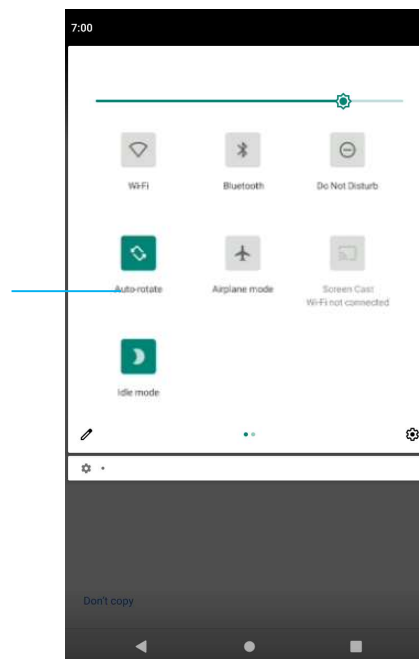 7:00
Wi-Fi
Bluetooth
Do Not Disturb
Auto-rotate
Airplane mode
Screen Cast
Wi-Fi not connected
Idle mode
Don't copy